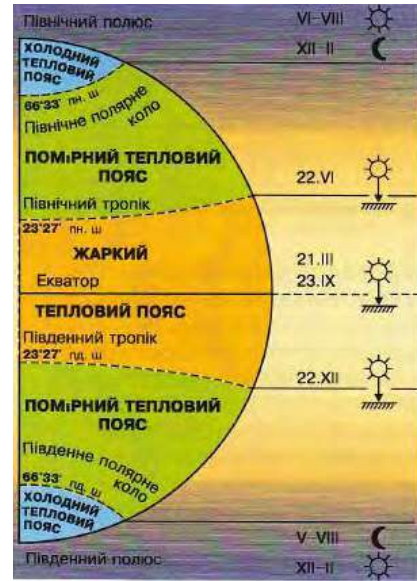 Північний полюс
VI–VIII
XII–II
ХОЛОДНИЙ
ТЕПЛОВИЙ
ПОЯС
66°33' пн. ш
Північне полярне
коло
ПОМіРНИЙ ТЕПЛОВИЙ
ПОЯС
22.VI
Північний тропік
23°27' пн. ш
ЖАРКИЙ
21.III
Екватор
23.IX
ТЕПЛОВИЙ ПОЯС
Південний тропік
23°27' пд. ш
22.XII
ПОМіРНИЙ ТЕПЛОВИЙ
ПОЯС
Південне полярне
коло
66°33' пд. ш
ХОЛОДНИЙ
ТЕПЛОВИЙ
ПОЯС
V–VIII
Південний полюс
XII–II